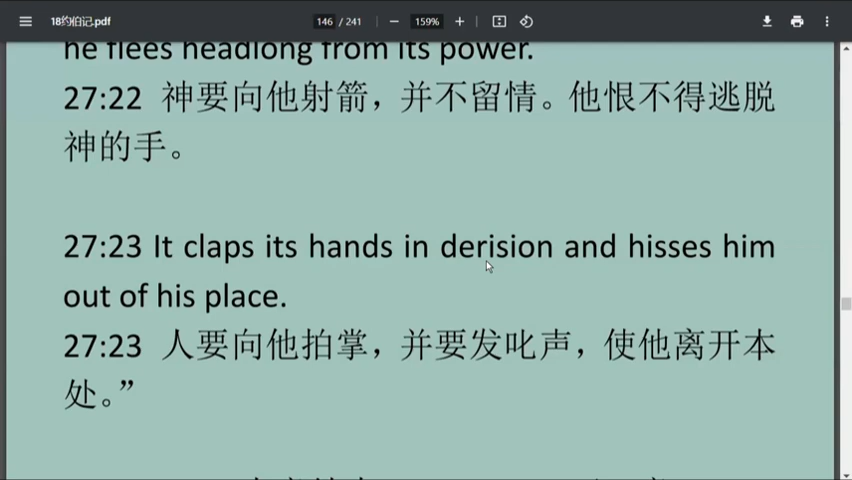 18约伯记.pdf
146 / 241
159%
he flees headlong from its power.
27:22 神要向他射箭，并不留情。他恨不得逃脱
神的手。
27:23 It claps its hands in derision and hisses him
out of his place.
27:23 人要向他拍掌，并要发叱声，使他离开本
处。”